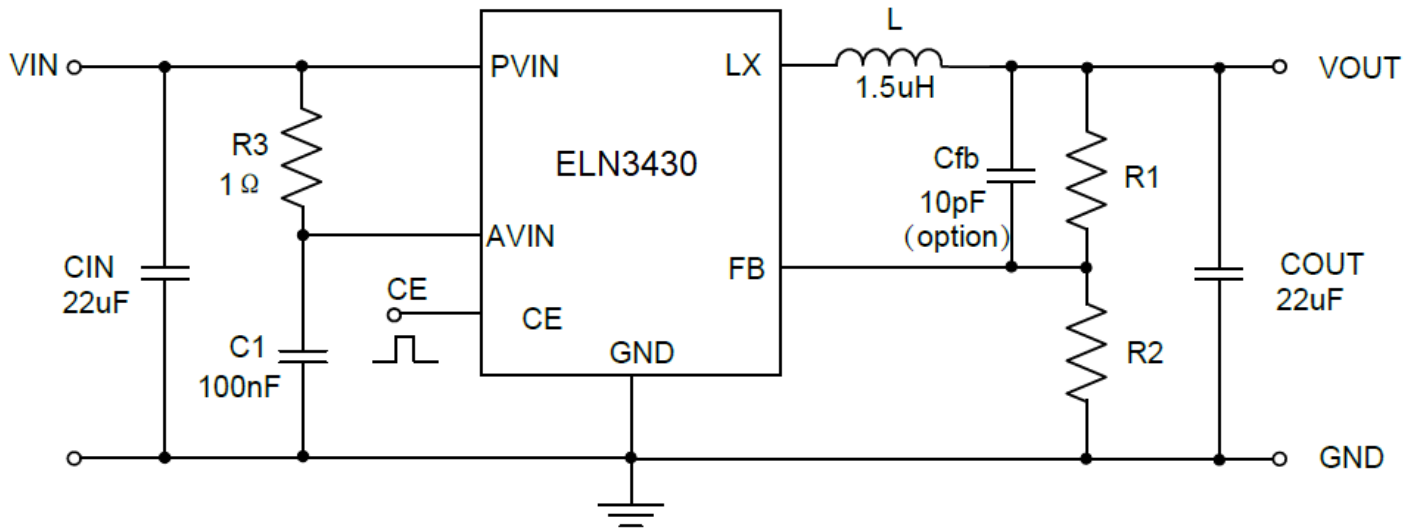 VIN
PVIN
LX
L
1.5uH
VOUT
R3
1Ω
ELN3430
Cfb
10pF
(option)
R1
AVIN
FB
CIN
22uF
CE
CE
COUT
22uF
C1
100nF
GND
R2
GND